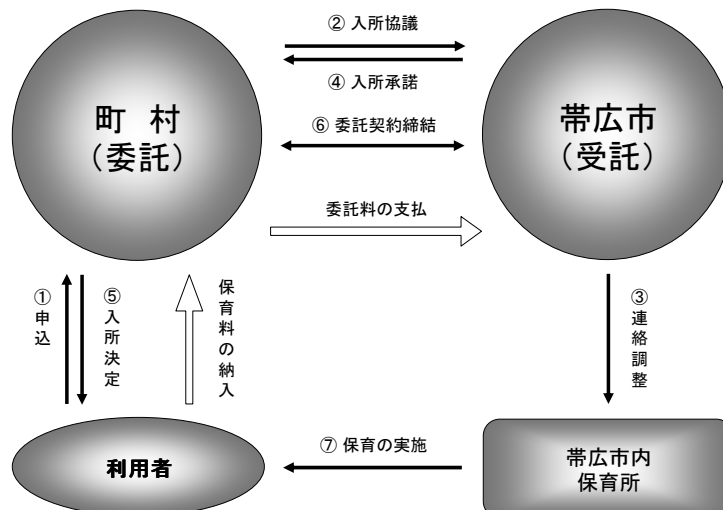 ② 入所協議
④ 入所承諾
町 村
（委託）
帯広市
（受託）
⑥ 委託契約締結
委託料の支払
①申込
⑤入所決定
保育料の納入
③連絡調整
利用者
⑦ 保育の実施
帯広市内
保育所